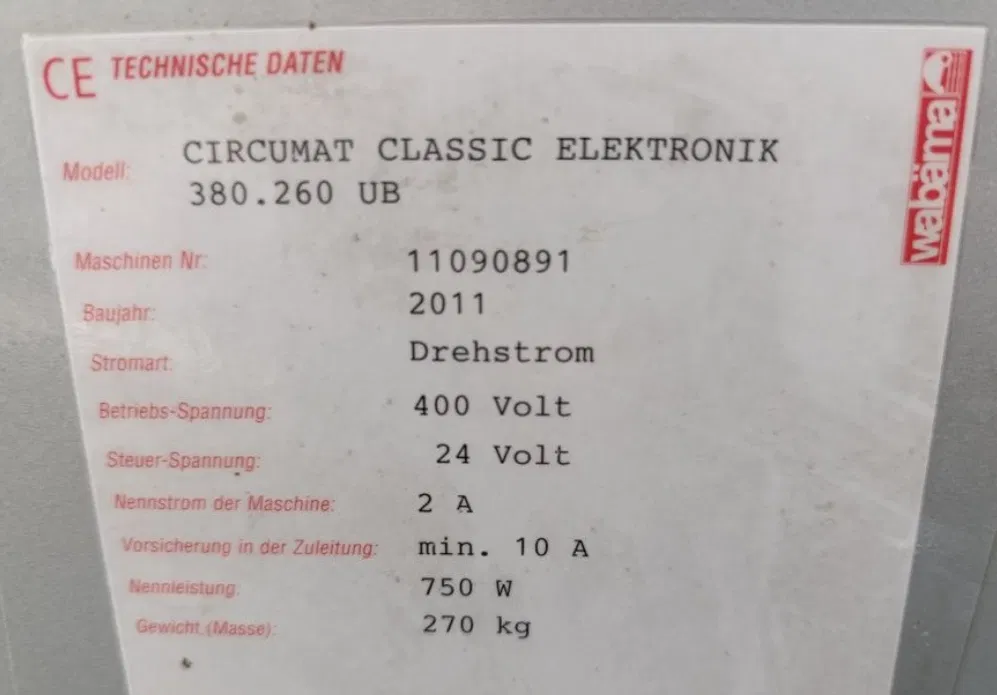 CE TECHNISCHE DATEN
wabäma
Modell: CIRCUMAT CLASSIC ELEKTRONIK
380.260 UB
Maschinen Nr: 11090891
Baujahr: 2011
Stromart: Drehstrom
Betriebs-Spannung: 400 Volt
Steuer-Spannung: 24 Volt
Nennstrom der Maschine: 2 A
Vorsicherung in der Zuleitung: min. 10 A
Nennleistung: 750 W
Gewicht (Masse): 270 kg